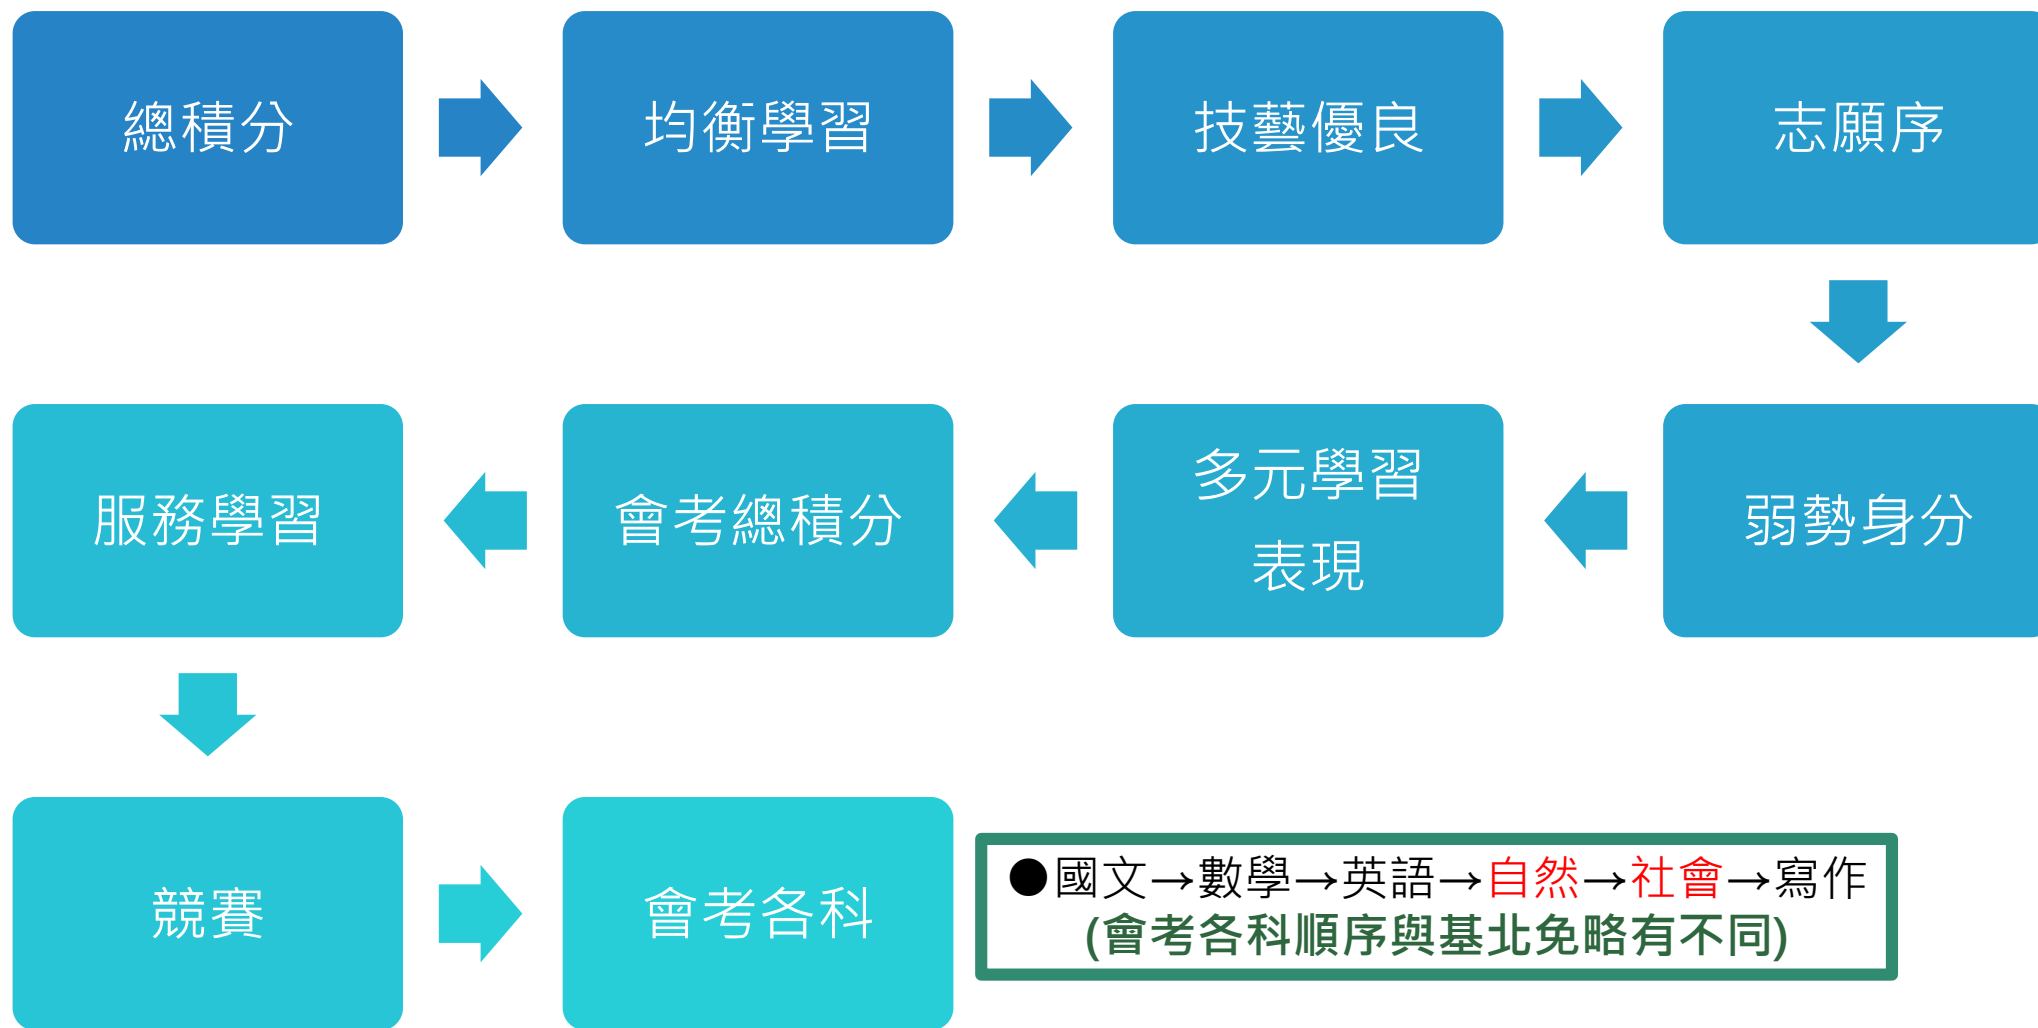 總積分
均衡學習
技藝優良
志願序
弱勢身分
多元學習
表現
會考總積分
服務學習
競賽
會考各科
●國文→數學→英語→自然→社會→寫作
(會考各科順序與基北免略有不同)